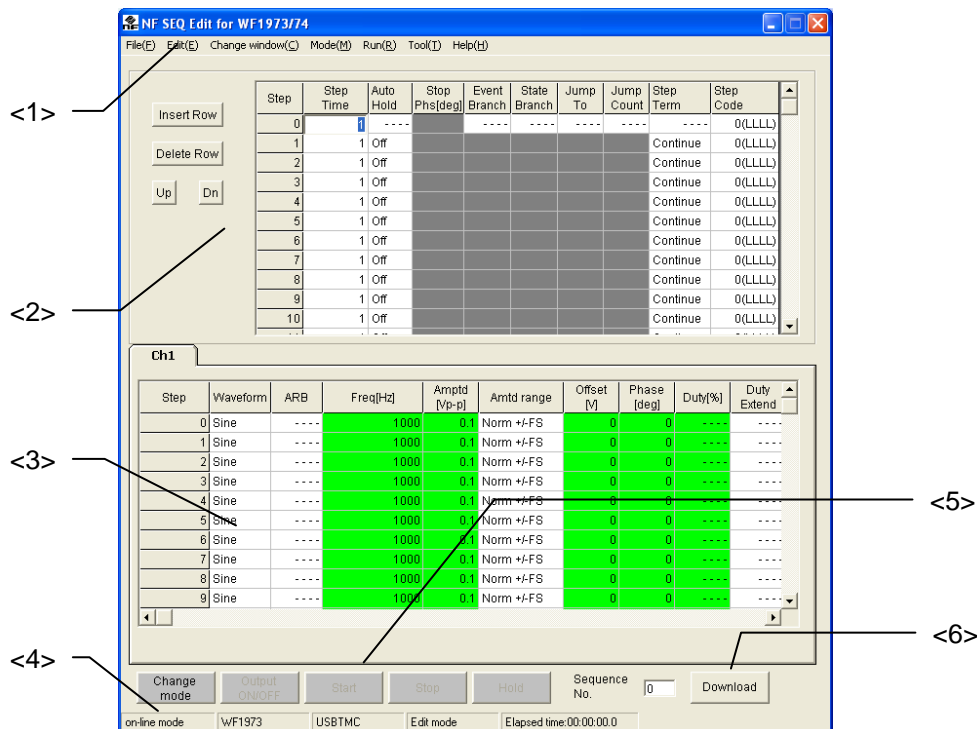 NF SEQ Edit for WF1973/74
File(F) Edit(E) Change window(C) Mode(M) Run(R) Tool(T) Help(H)
<1>
Insert Row
Delete Row
Up Dn
<2>
Step Step Time Auto Hold Stop Phs[deg] Event Branch State Branch Jump To Jump Count Step Term Step Code
0 1 ---- ---- ---- ---- ---- ---- 0(LLLL)
1 1 Off Continue 0(LLLL)
2 1 Off Continue 0(LLLL)
3 1 Off Continue 0(LLLL)
4 1 Off Continue 0(LLLL)
5 1 Off Continue 0(LLLL)
6 1 Off Continue 0(LLLL)
7 1 Off Continue 0(LLLL)
8 1 Off Continue 0(LLLL)
9 1 Off Continue 0(LLLL)
10 1 Off Continue 0(LLLL)
Ch1
Step Waveform ARB Freq[Hz] Amptd [Vp-p] Amtd range Offset [V] Phase [deg] Duty[%] Duty Extend
0 Sine ---- 1000 0.1 Norm +/-FS 0 0 ---- ----
1 Sine ---- 1000 0.1 Norm +/-FS 0 0 ---- ----
2 Sine ---- 1000 0.1 Norm +/-FS 0 0 ---- ----
3 Sine ---- 1000 0.1 Norm +/-FS 0 0 ---- ----
4 Sine ---- 1000 0.1 Norm +/-FS 0 0 ---- ----
5 Sine ---- 1000 0.1 Norm +/-FS 0 0 ---- ----
6 Sine ---- 1000 0.1 Norm +/-FS 0 0 ---- ----
7 Sine ---- 1000 0.1 Norm +/-FS 0 0 ---- ----
8 Sine ---- 1000 0.1 Norm +/-FS 0 0 ---- ----
9 Sine ---- 1000 0.1 Norm +/-FS 0 0 ---- ----
<3>
<5>
<6>
<4>
Change mode
Output ON/OFF
Start
Stop
Hold
Sequence No. 0
Download
on-line mode WF1973 USBTMC Edit mode Elapsed time:00:00:00.0